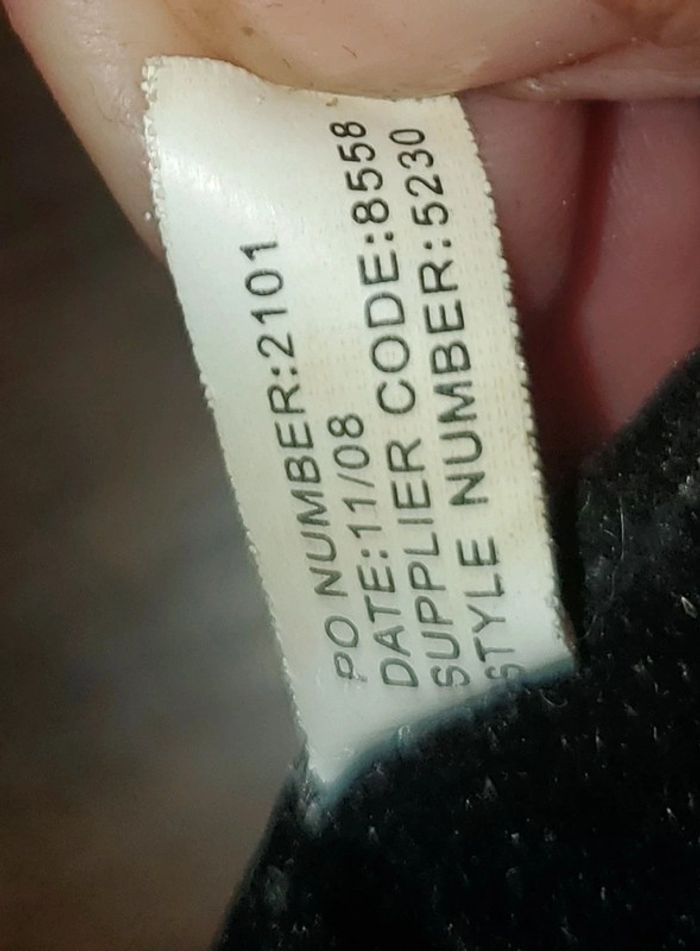 PO NUMBER:2101
DATE:11/08
SUPPLIER CODE:8558
STYLE NUMBER:5230